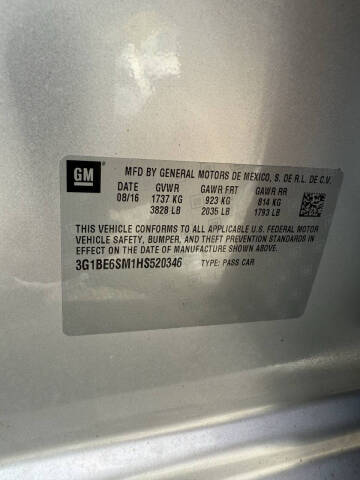 GM
MFD BY GENERAL MOTORS DE MEXICO, S. DE R.L. DE C.V.
DATE GVWR GAWR FRT GAWR RR
08/16 1737 KG 923 KG 814 KG
3828 LB 2035 LB 1793 LB
THIS VEHICLE CONFORMS TO ALL APPLICABLE U.S. FEDERAL MOTOR
VEHICLE SAFETY, BUMPER, AND THEFT PREVENTION STANDARDS IN
EFFECT ON THE DATE OF MANUFACTURE SHOWN ABOVE.
3G1BE6SM1HS520346 TYPE: PASS CAR